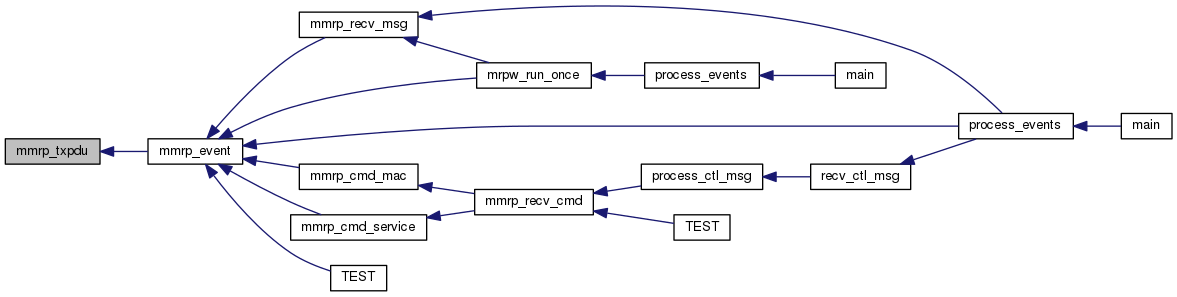 mmrp_recv_msg
mrpw_run_once
process_events
main
process_events
main
mmrp_txpdu
mmrp_event
mmrp_cmd_mac
process_ctl_msg
recv_ctl_msg
mmrp_recv_cmd
mmrp_cmd_service
TEST
TEST